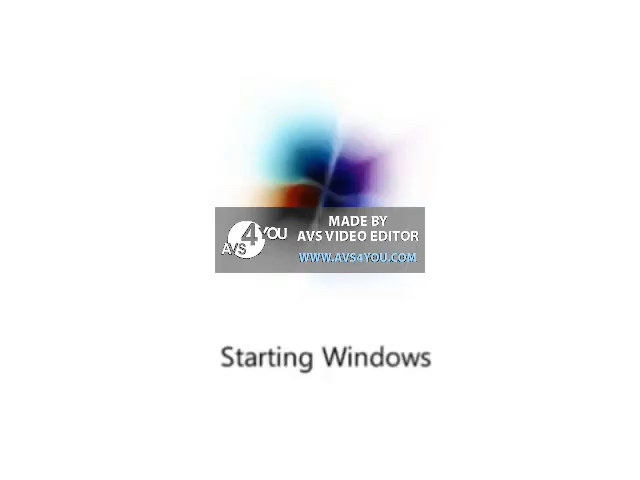 AVS4YOU
MADE BY
AVS VIDEO EDITOR
WWW.AVS4YOU.COM
Starting Windows